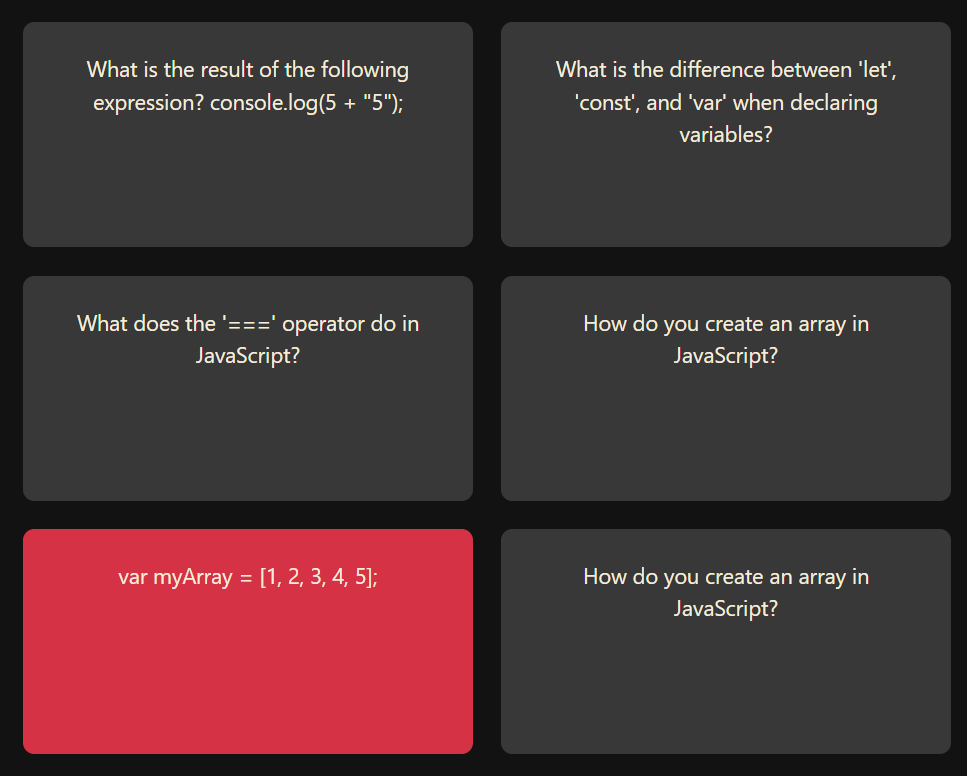 What is the result of the following
expression? console.log(5 + "5");
What is the difference between 'let',
'const', and 'var' when declaring
variables?
What does the '===' operator do in
JavaScript?
How do you create an array in
JavaScript?
var myArray = [1, 2, 3, 4, 5];
How do you create an array in
JavaScript?